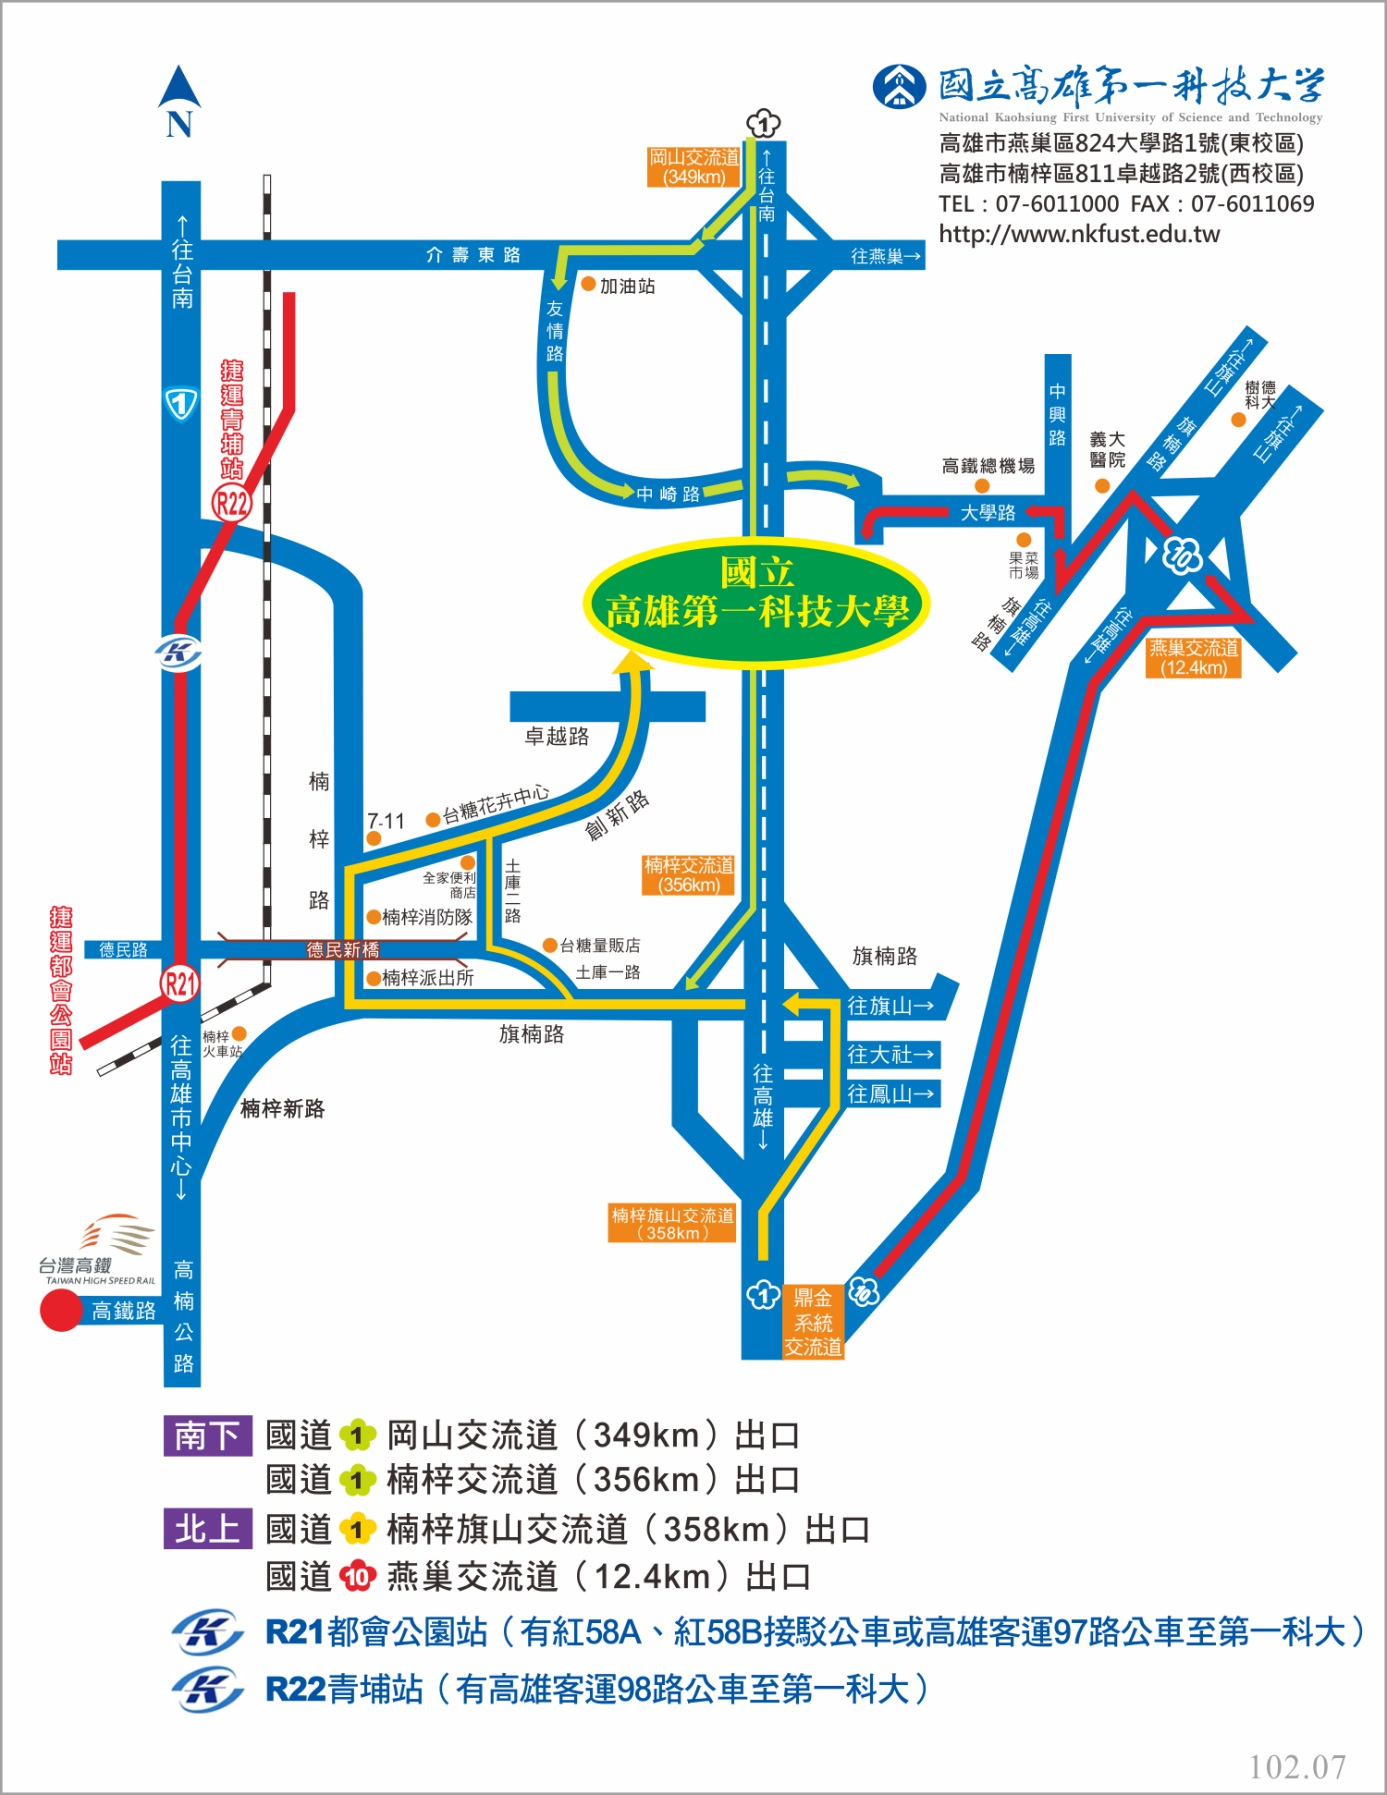 N
國立高雄第一科技大學
National Kaohsiung First University of Science and Technology
高雄市燕巢區824大學路1號(東校區)
高雄市楠梓區811卓越路2號(西校區)
TEL：07-6011000 FAX：07-6011069
http://www.nkfust.edu.tw
1
岡山交流道
(349km)
↑往台南
↑往台南
介壽東路
往燕巢→
加油站
友情路
1
捷運青埔站
R22
中崎路
中興路
↑往旗山
旗楠路
樹德
科大
↑往旗山
義大
醫院
高鐵總機場
大學路
果菜
市場
10
國立
高雄第一科技大學
旗楠路
往高雄→
往高雄→
燕巢交流道
(12.4km)
K
卓越路
楠梓路
7-11
台糖花卉中心
創新路
全家便利
商店
土庫二路
楠梓交流道
(356km)
楠梓消防隊
捷運都會公園站
德民路
德民新橋
台糖量販店
土庫一路
旗楠路
R21
楠梓派出所
往旗山→
旗楠路
楠梓
火車站
往大社→
往鳳山→
往高雄市中心→
往高雄→
楠梓新路
楠梓旗山交流道
（358km）
台灣高鐵
TAIWAN HIGH SPEED RAIL
高鐵路
高楠公路
1
鼎金
系統
交流道
10
南下 國道 1 岡山交流道（349km）出口
國道 1 楠梓交流道（356km）出口
北上 國道 1 楠梓旗山交流道（358km）出口
國道 10 燕巢交流道（12.4km）出口
K R21都會公園站（有紅58A、紅58B接駁公車或高雄客運97路公車至第一科大）
K R22青埔站（有高雄客運98路公車至第一科大）
102.07